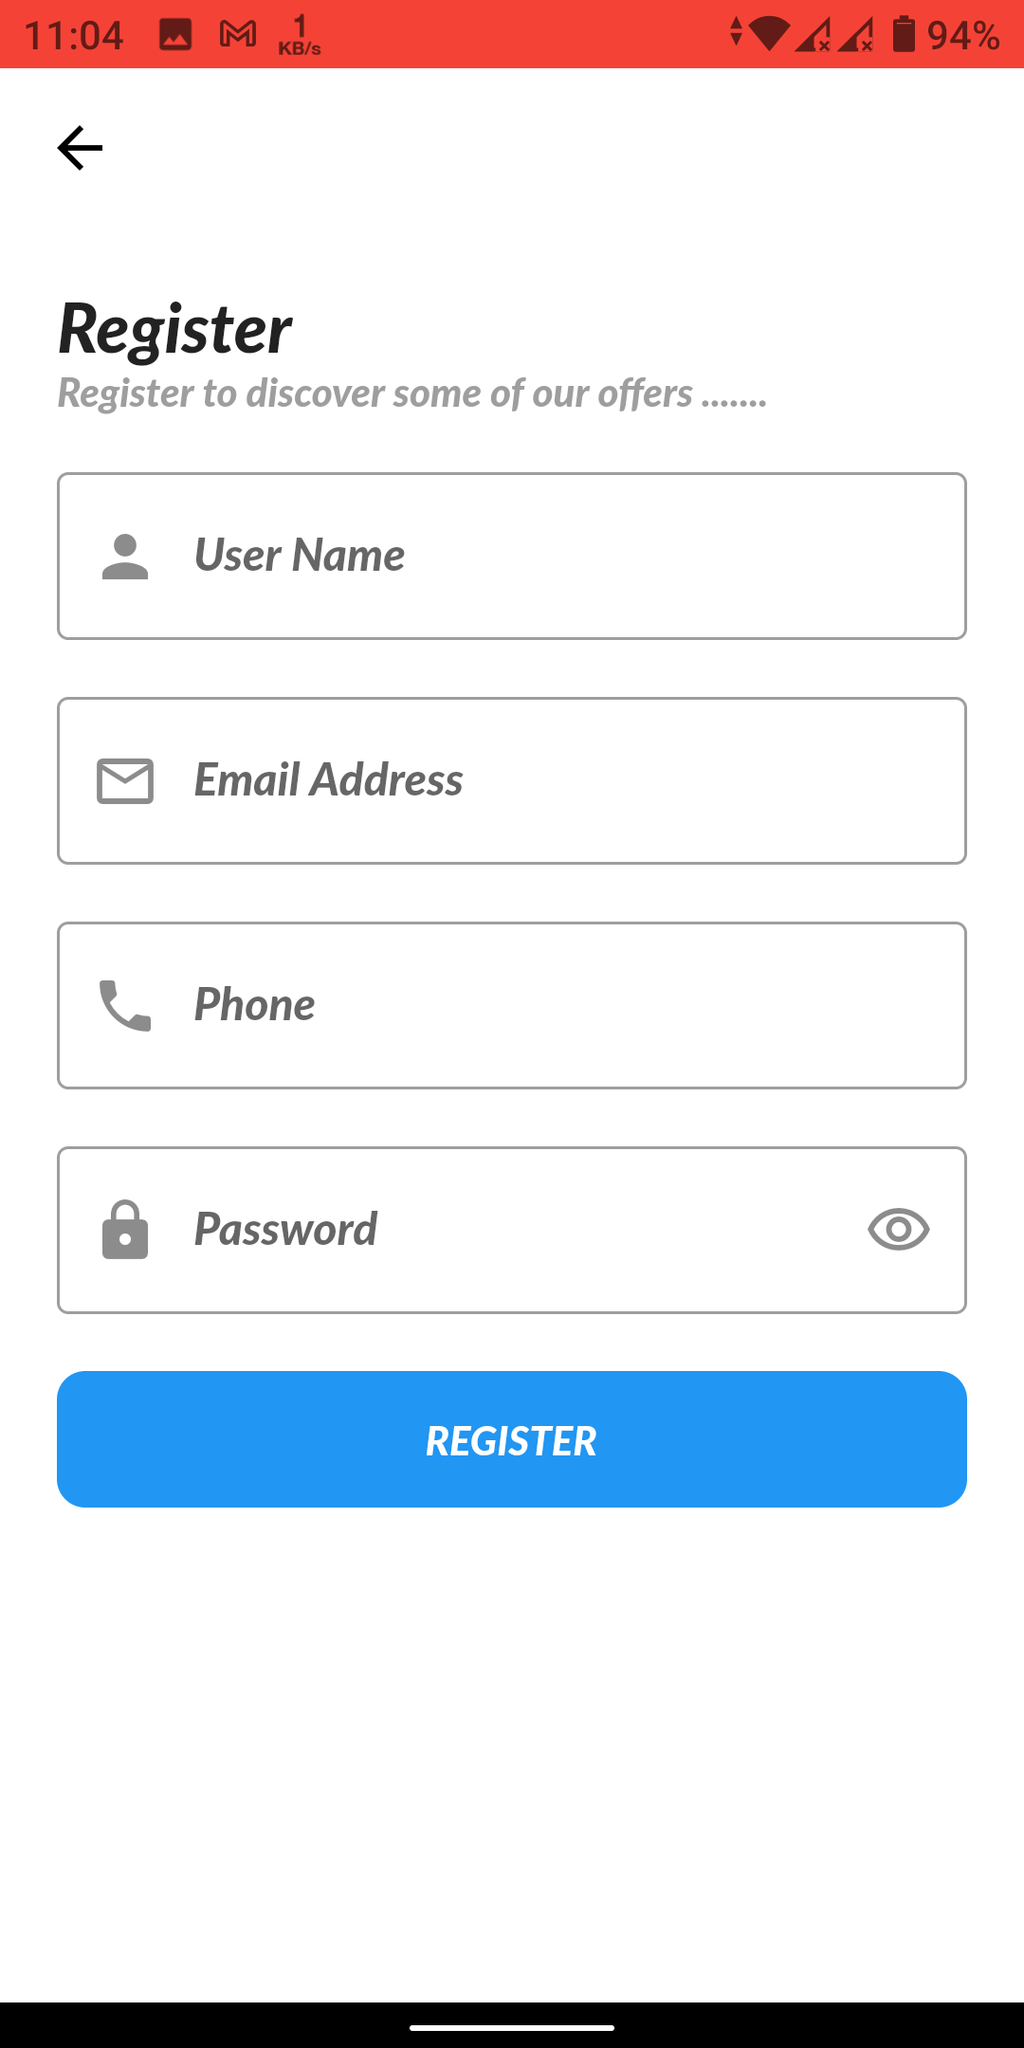 11:04 1 KB/s 94%
Register
Register to discover some of our offers .......
User Name
Email Address
Phone
Password
REGISTER